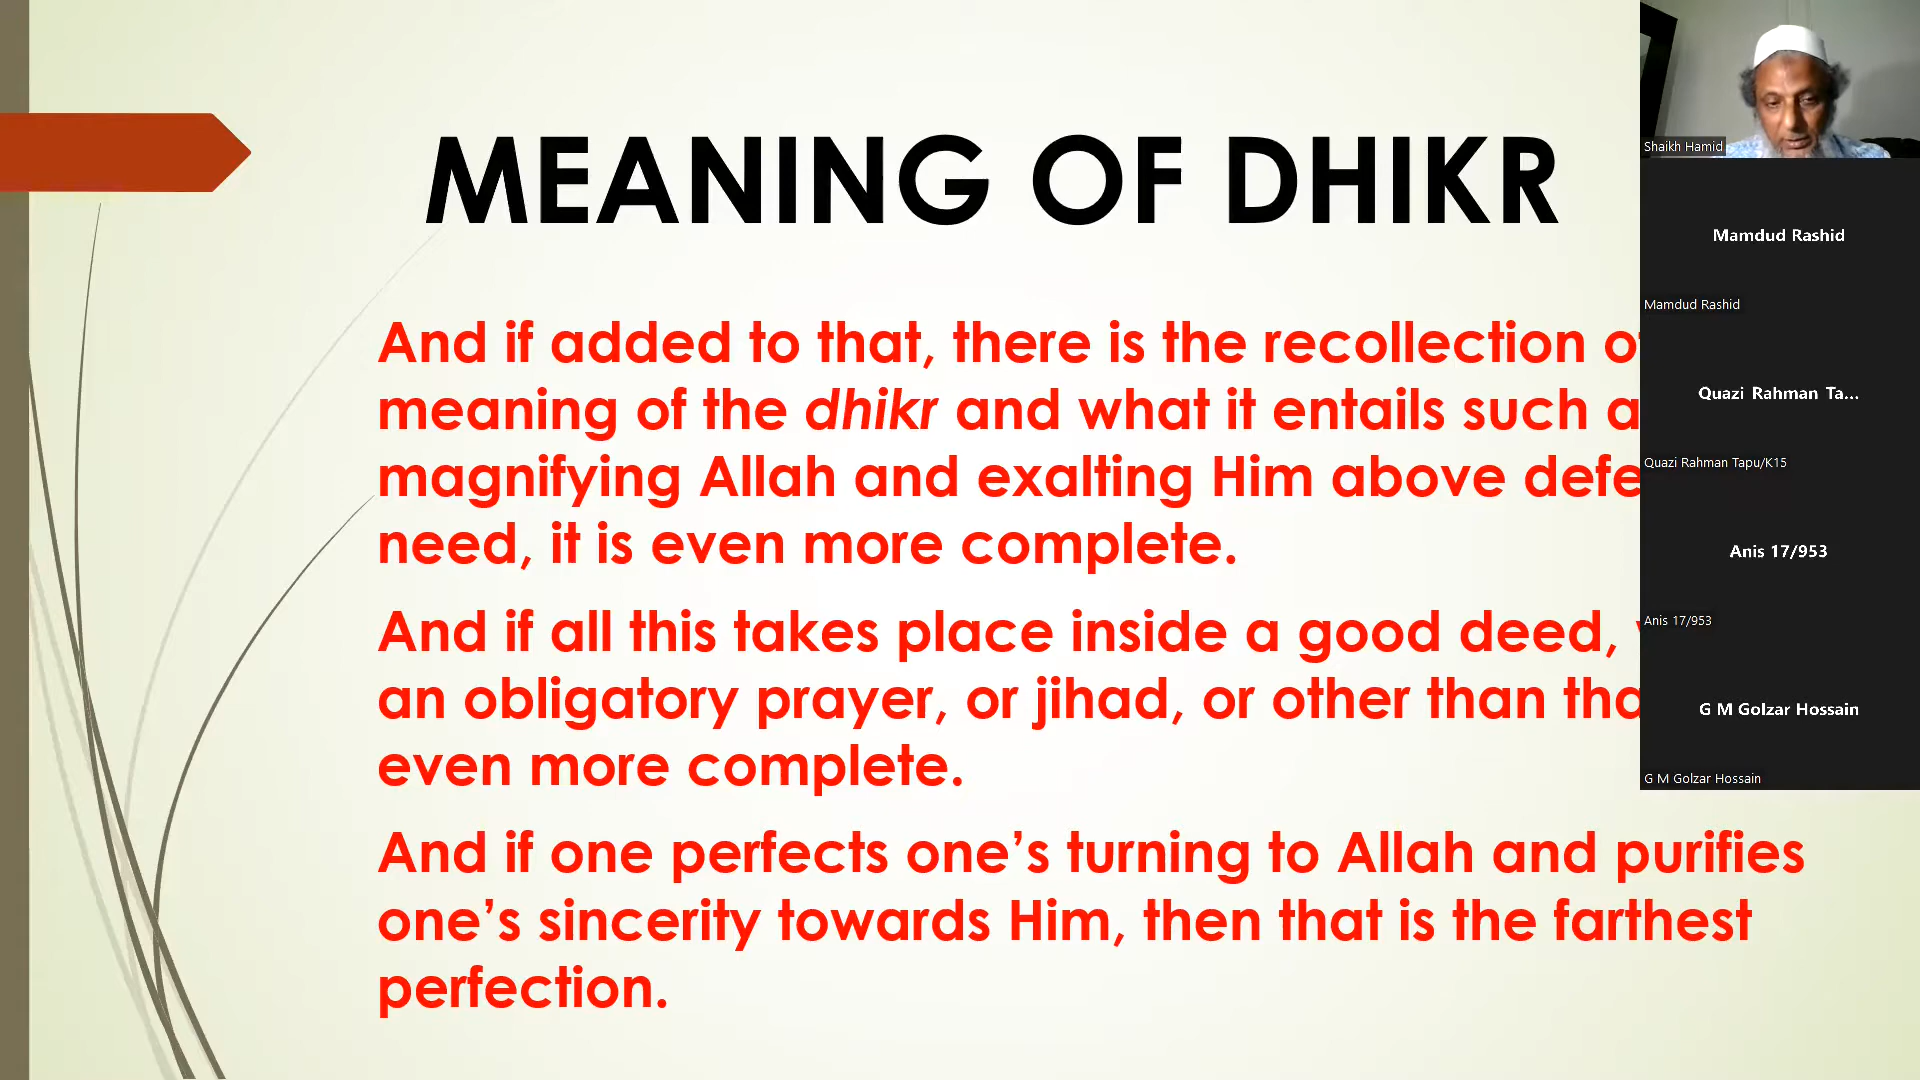 MEANING OF DHIKR
And if added to that, there is the recollection
meaning of the dhikr and what it entails such
magnifying Allah and exalting Him above
need, it is even more complete.
And if all this takes place inside a good deed,
an obligatory prayer, or jihad, or other than
even more complete.
And if one perfects one’s turning to Allah and purifies
one’s sincerity towards Him, then that is the farthest
perfection.
Shaikh Hamid
Mamdud Rashid
Mamdud Rashid
Quazi Rahman Ta...
Quazi Rahman Tapu/K15
Anis 17/953
Anis 17/953
G M Golzar Hossain
G M Golzar Hossain